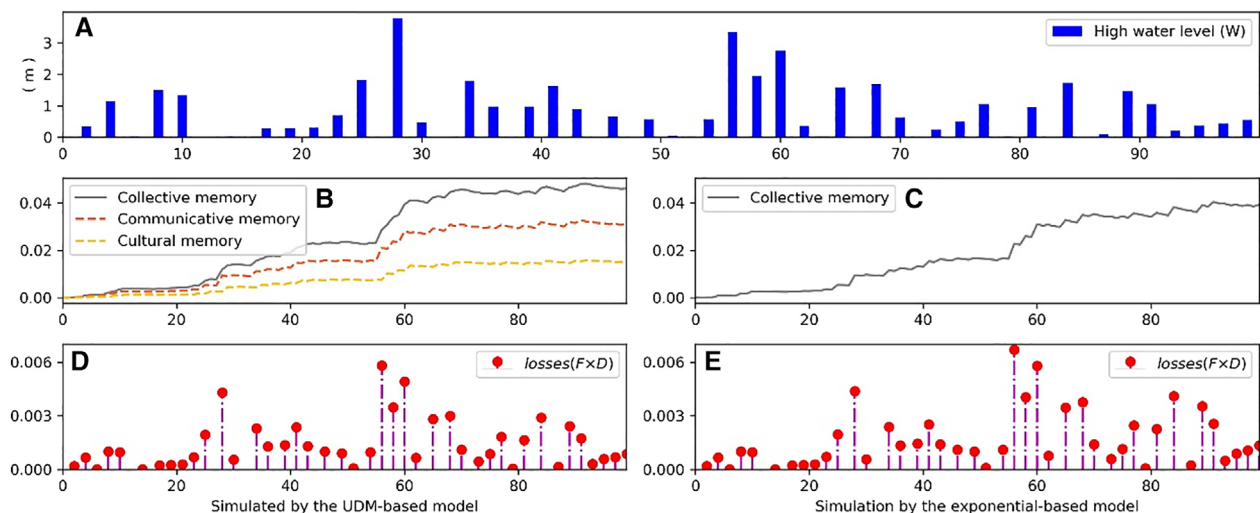 A
High water level (W)
( m )
3
2
1
0
0 10 20 30 40 50 60 70 80 90
B
Collective memory
Communicative memory
Cultural memory
0.04
0.02
0.00
0 20 40 60 80
C
Collective memory
0.04
0.02
0.00
0 20 40 60 80
D
losses(F×D)
0.006
0.003
0.000
0 20 40 60 80
Simulated by the UDM-based model
E
losses(F×D)
0.006
0.003
0.000
0 20 40 60 80
Simulation by the exponential-based model